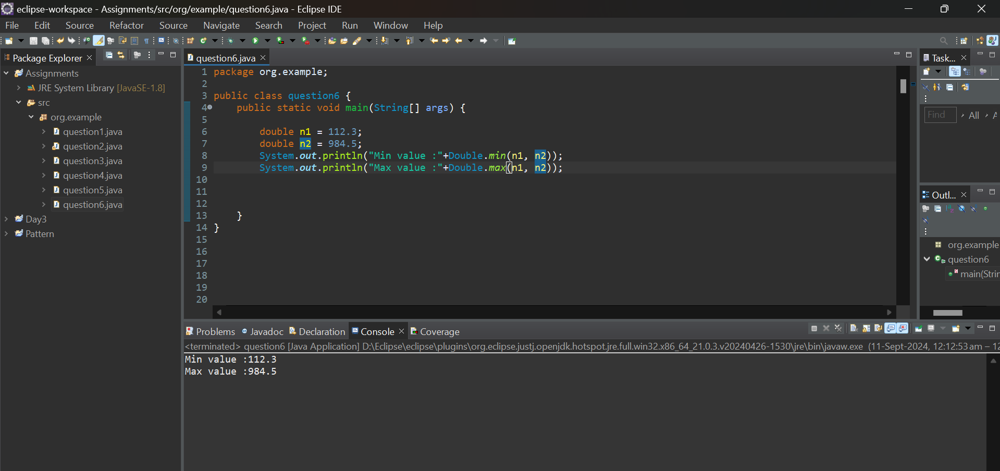 eclipse-workspace - Assignments/src/org/example/question6.java - Eclipse IDE
File Edit Source Refactor Source Navigate Search Project Run Window Help
Package Explorer
Assignments
JRE System Library [JavaSE-1.8]
src
org.example
question1.java
question2.java
question3.java
question4.java
question5.java
question6.java
Day3
Pattern
question6.java
1 package org.example;
2
3 public class question6 {
4 public static void main(String[] args) {
5
6 double n1 = 112.3;
7 double n2 = 984.5;
8 System.out.println("Min value :"+Double.min(n1, n2));
9 System.out.println("Max value :"+Double.max(n1, n2));
10
11
12
13 }
14 }
15
16
17
18
19
20
Task...
Find All A
Outl...
org.example
question6
main(Strin
Problems Javadoc Declaration Console Coverage
<terminated> question6 [Java Application] D:\Eclipse\eclipse\plugins\org.eclipse.justj.openjdk.hotspot.jre.full.win32.x86_64_21.0.3.v20240426-1530\jre\bin\javaw.exe (11-Sept-2024, 12:12:53 am – 12
Min value :112.3
Max value :984.5